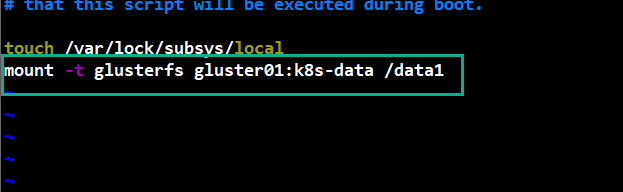 # that this script will be executed during boot.
touch /var/lock/subsys/local
mount -t glusterfs gluster01:k8s-data /data1
~
~
~
~
~